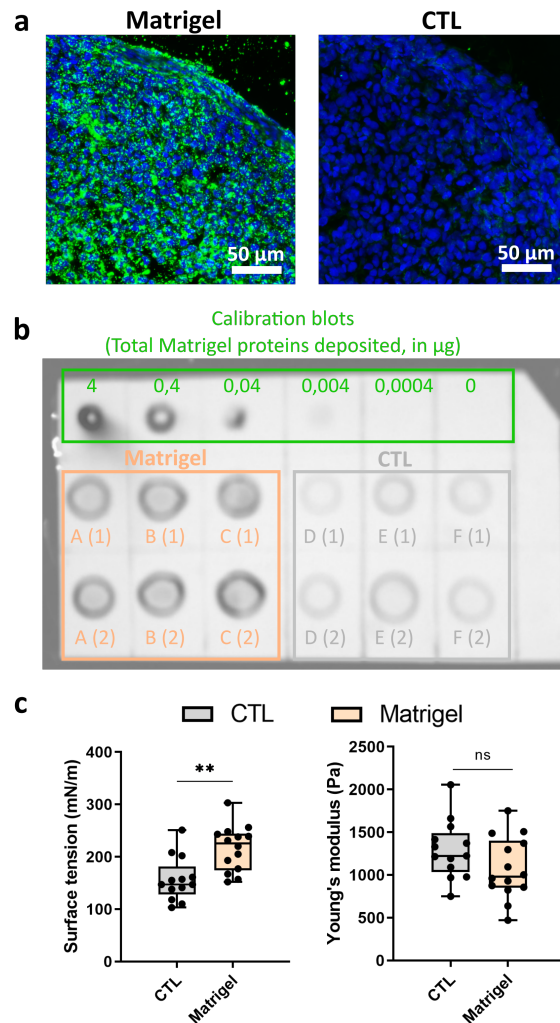 a
Matrigel
CTL
50 µm
50 µm
b
Calibration blots
(Total Matrigel proteins deposited, in µg)
4 0,4 0,04 0,004 0,0004 0
Matrigel
CTL
A (1) B (1) C (1) D (1) E (1) F (1)
A (2) B (2) C (2) D (2) E (2) F (2)
c
CTL Matrigel
Surface tension (mN/m)
400
300
200
100
0
**
CTL
Matrigel
Young's modulus (Pa)
2500
2000
1500
1000
500
0
ns
CTL
Matrigel